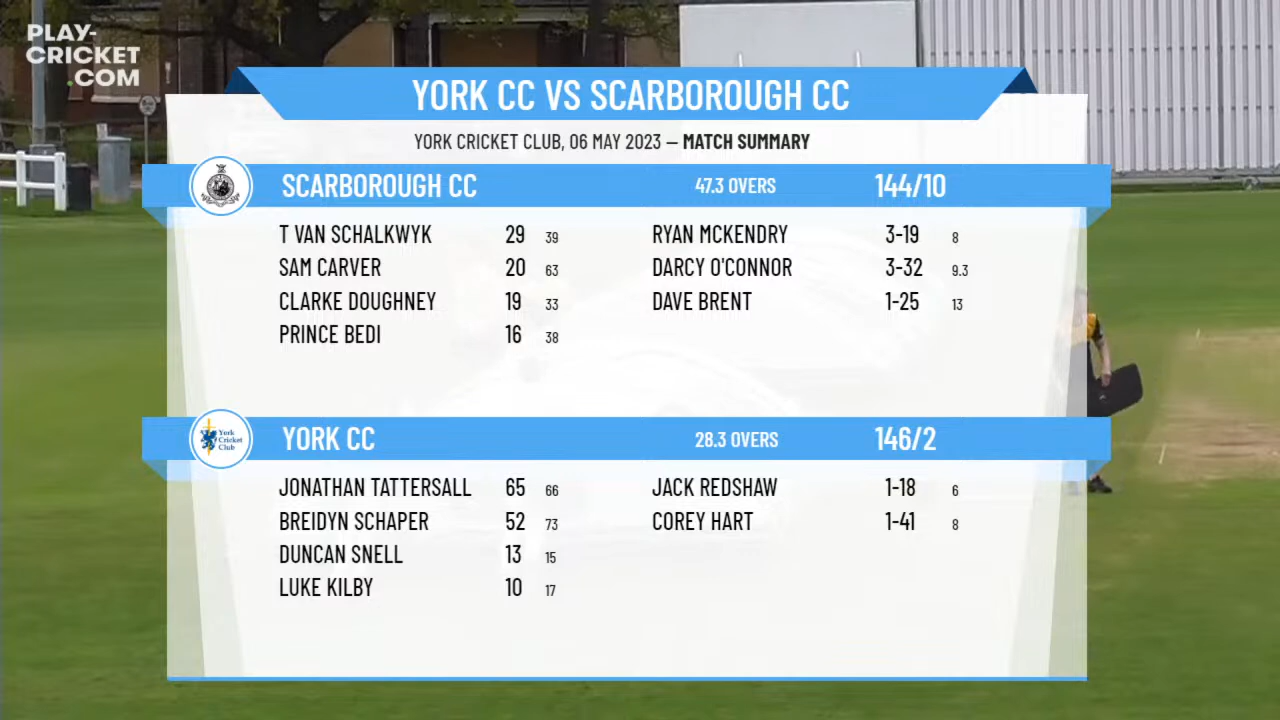 PLAY-
CRICKET
.COM
YORK CC VS SCARBOROUGH CC
YORK CRICKET CLUB, 06 MAY 2023 – MATCH SUMMARY
SCARBOROUGH CC 47.3 OVERS 144/10
T VAN SCHALKWYK 29 39 RYAN MCKENDRY 3-19 8
SAM CARVER 20 63 DARCY O'CONNOR 3-32 9.3
CLARKE DOUGHNEY 19 33 DAVE BRENT 1-25 13
PRINCE BEDI 16 38
York
Cricket
Club
YORK CC 28.3 OVERS 146/2
JONATHAN TATTERSALL 65 66 JACK REDSHAW 1-18 6
BREIDYN SCHAPER 52 73 COREY HART 1-41 8
DUNCAN SNELL 13 15
LUKE KILBY 10 17